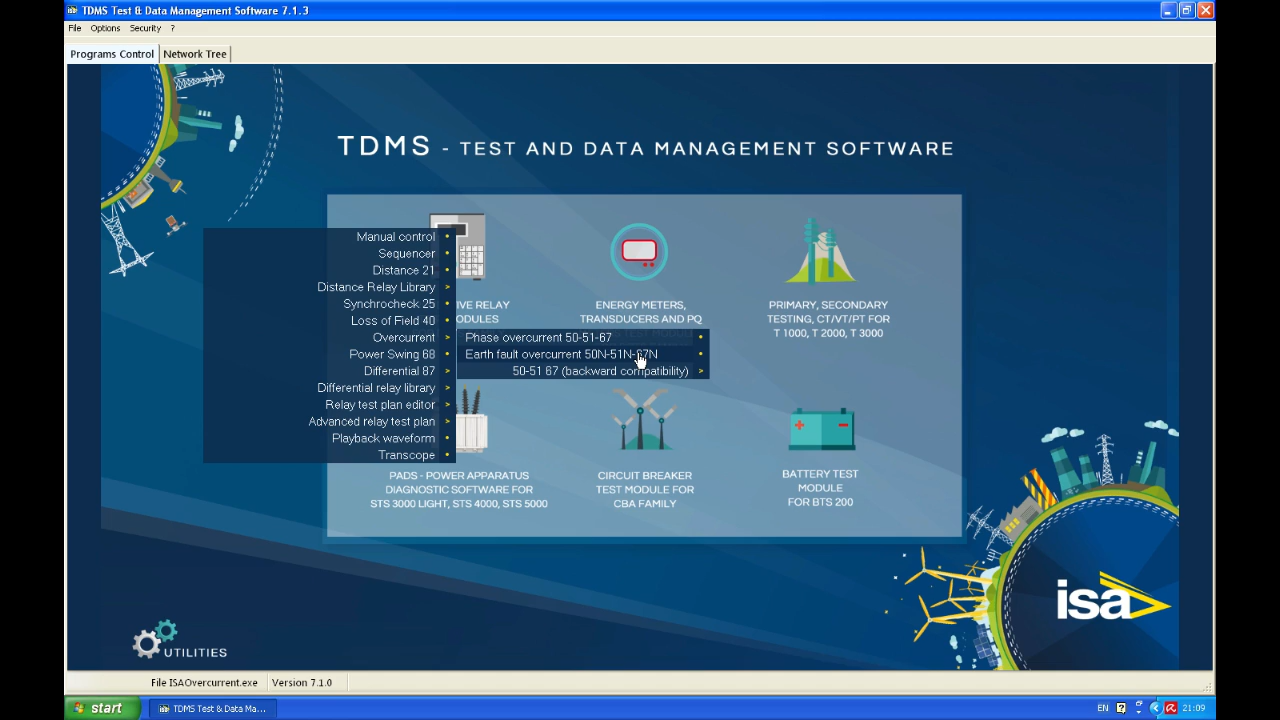 TDMS Test & Data Management Software 7.1.3
File Options Security ?
Programs Control Network Tree
TDMS - TEST AND DATA MANAGEMENT SOFTWARE
Manual control
Sequencer
Distance 21
Distance Relay Library >
Synchrocheck 25
Loss of Field 40
Overcurrent >
Power Swing 68
Differential 87 >
Differential relay library >
Relay test plan editor >
Advanced relay test plan >
Playback waveform
Transcope
Phase overcurrent 50-51-67
Earth fault overcurrent 50N-51N-67N
50-51 67 (backward compatibility) >
IVE RELAY
ODULES
ENERGY METERS,
TRANSDUCERS AND PQ
PRIMARY, SECONDARY
TESTING, CT/VT/PT FOR
T 1000, T 2000, T 3000
PADS - POWER APPARATUS
DIAGNOSTIC SOFTWARE FOR
STS 3000 LIGHT, STS 4000, STS 5000
CIRCUIT BREAKER
TEST MODULE FOR
CBA FAMILY
BATTERY TEST
MODULE
FOR BTS 200
isa
UTILITIES
File ISAOvercurrent.exe Version 7.1.0
start TDMS Test & Data Ma... EN ? 21:09